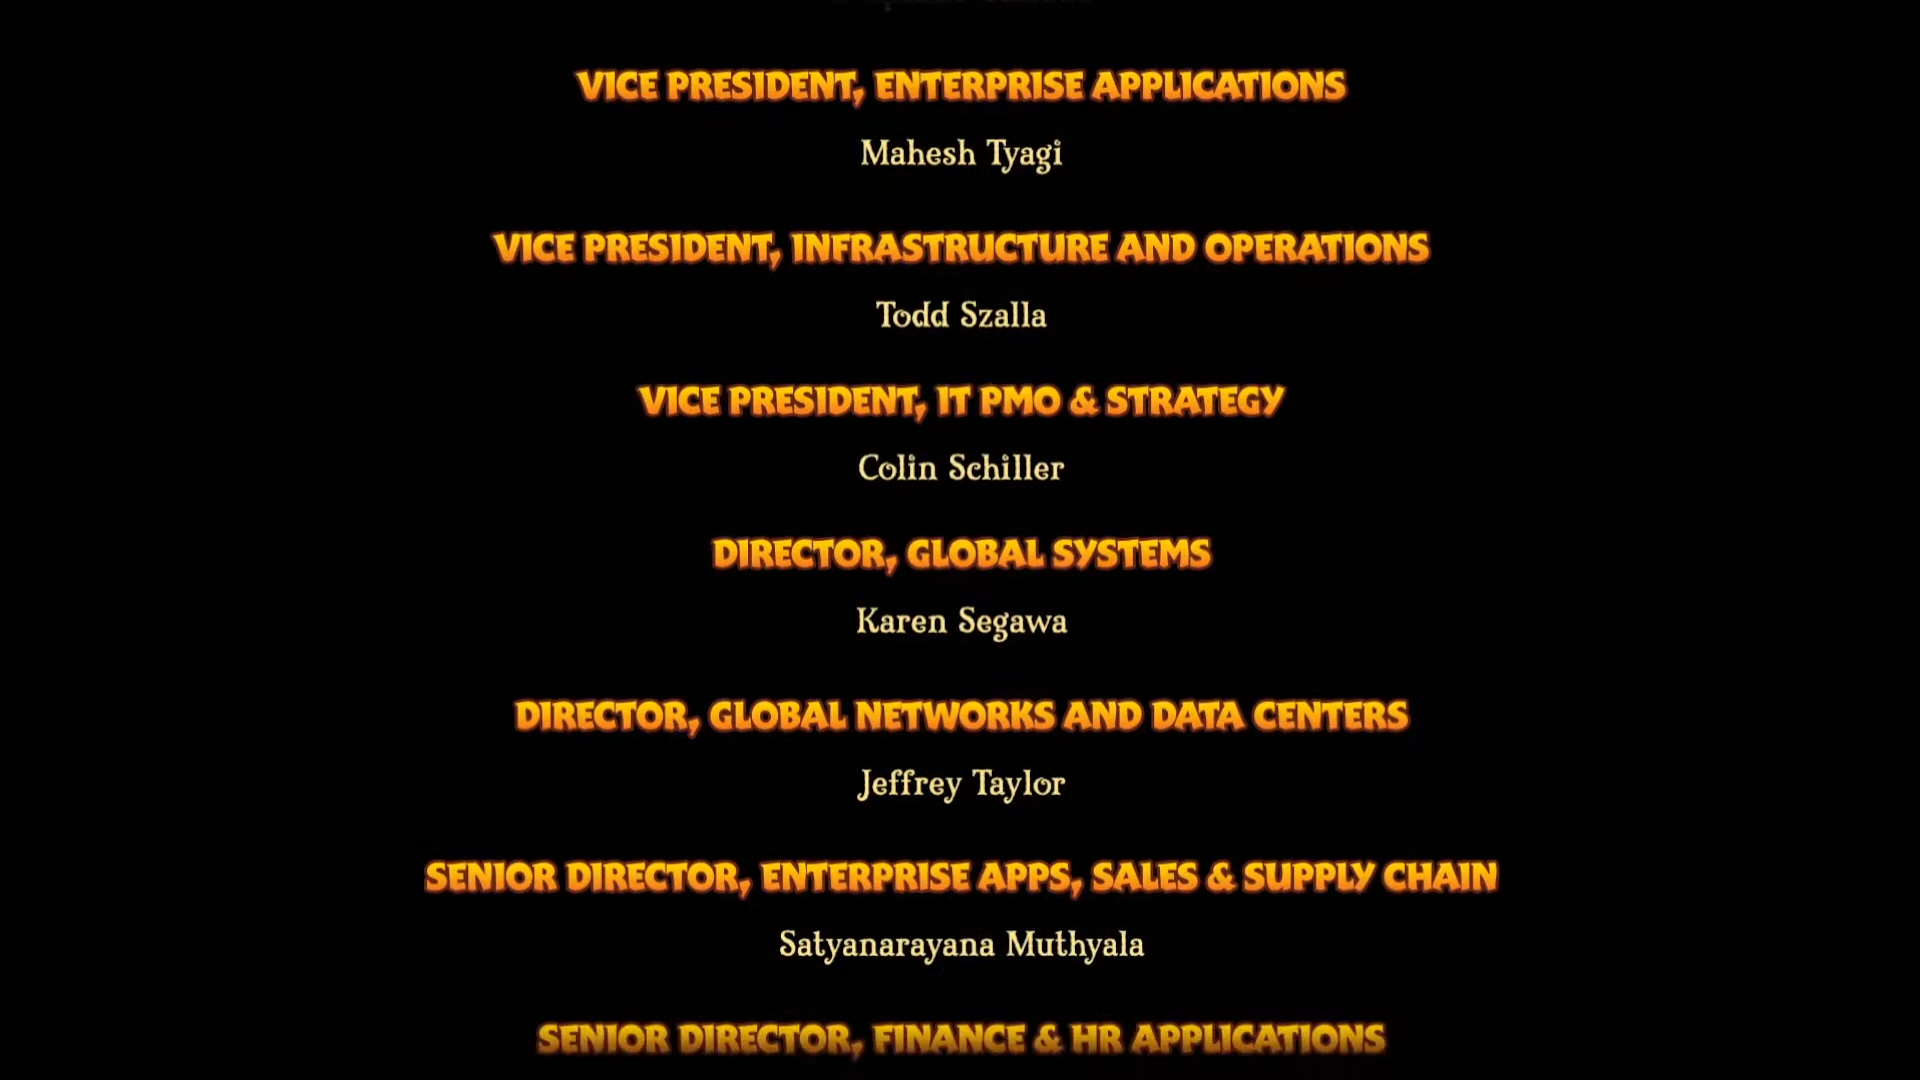 VICE PRESIDENT, ENTERPRISE APPLICATIONS
Mahesh Tyagi
VICE PRESIDENT, INFRASTRUCTURE AND OPERATIONS
Todd Szalla
VICE PRESIDENT, IT PMO & STRATEGY
Colin Schiller
DIRECTOR, GLOBAL SYSTEMS
Karen Segawa
DIRECTOR, GLOBAL NETWORKS AND DATA CENTERS
Jeffrey Taylor
SENIOR DIRECTOR, ENTERPRISE APPS, SALES & SUPPLY CHAIN
Satyanarayana Muthyala
SENIOR DIRECTOR, FINANCE & HR APPLICATIONS